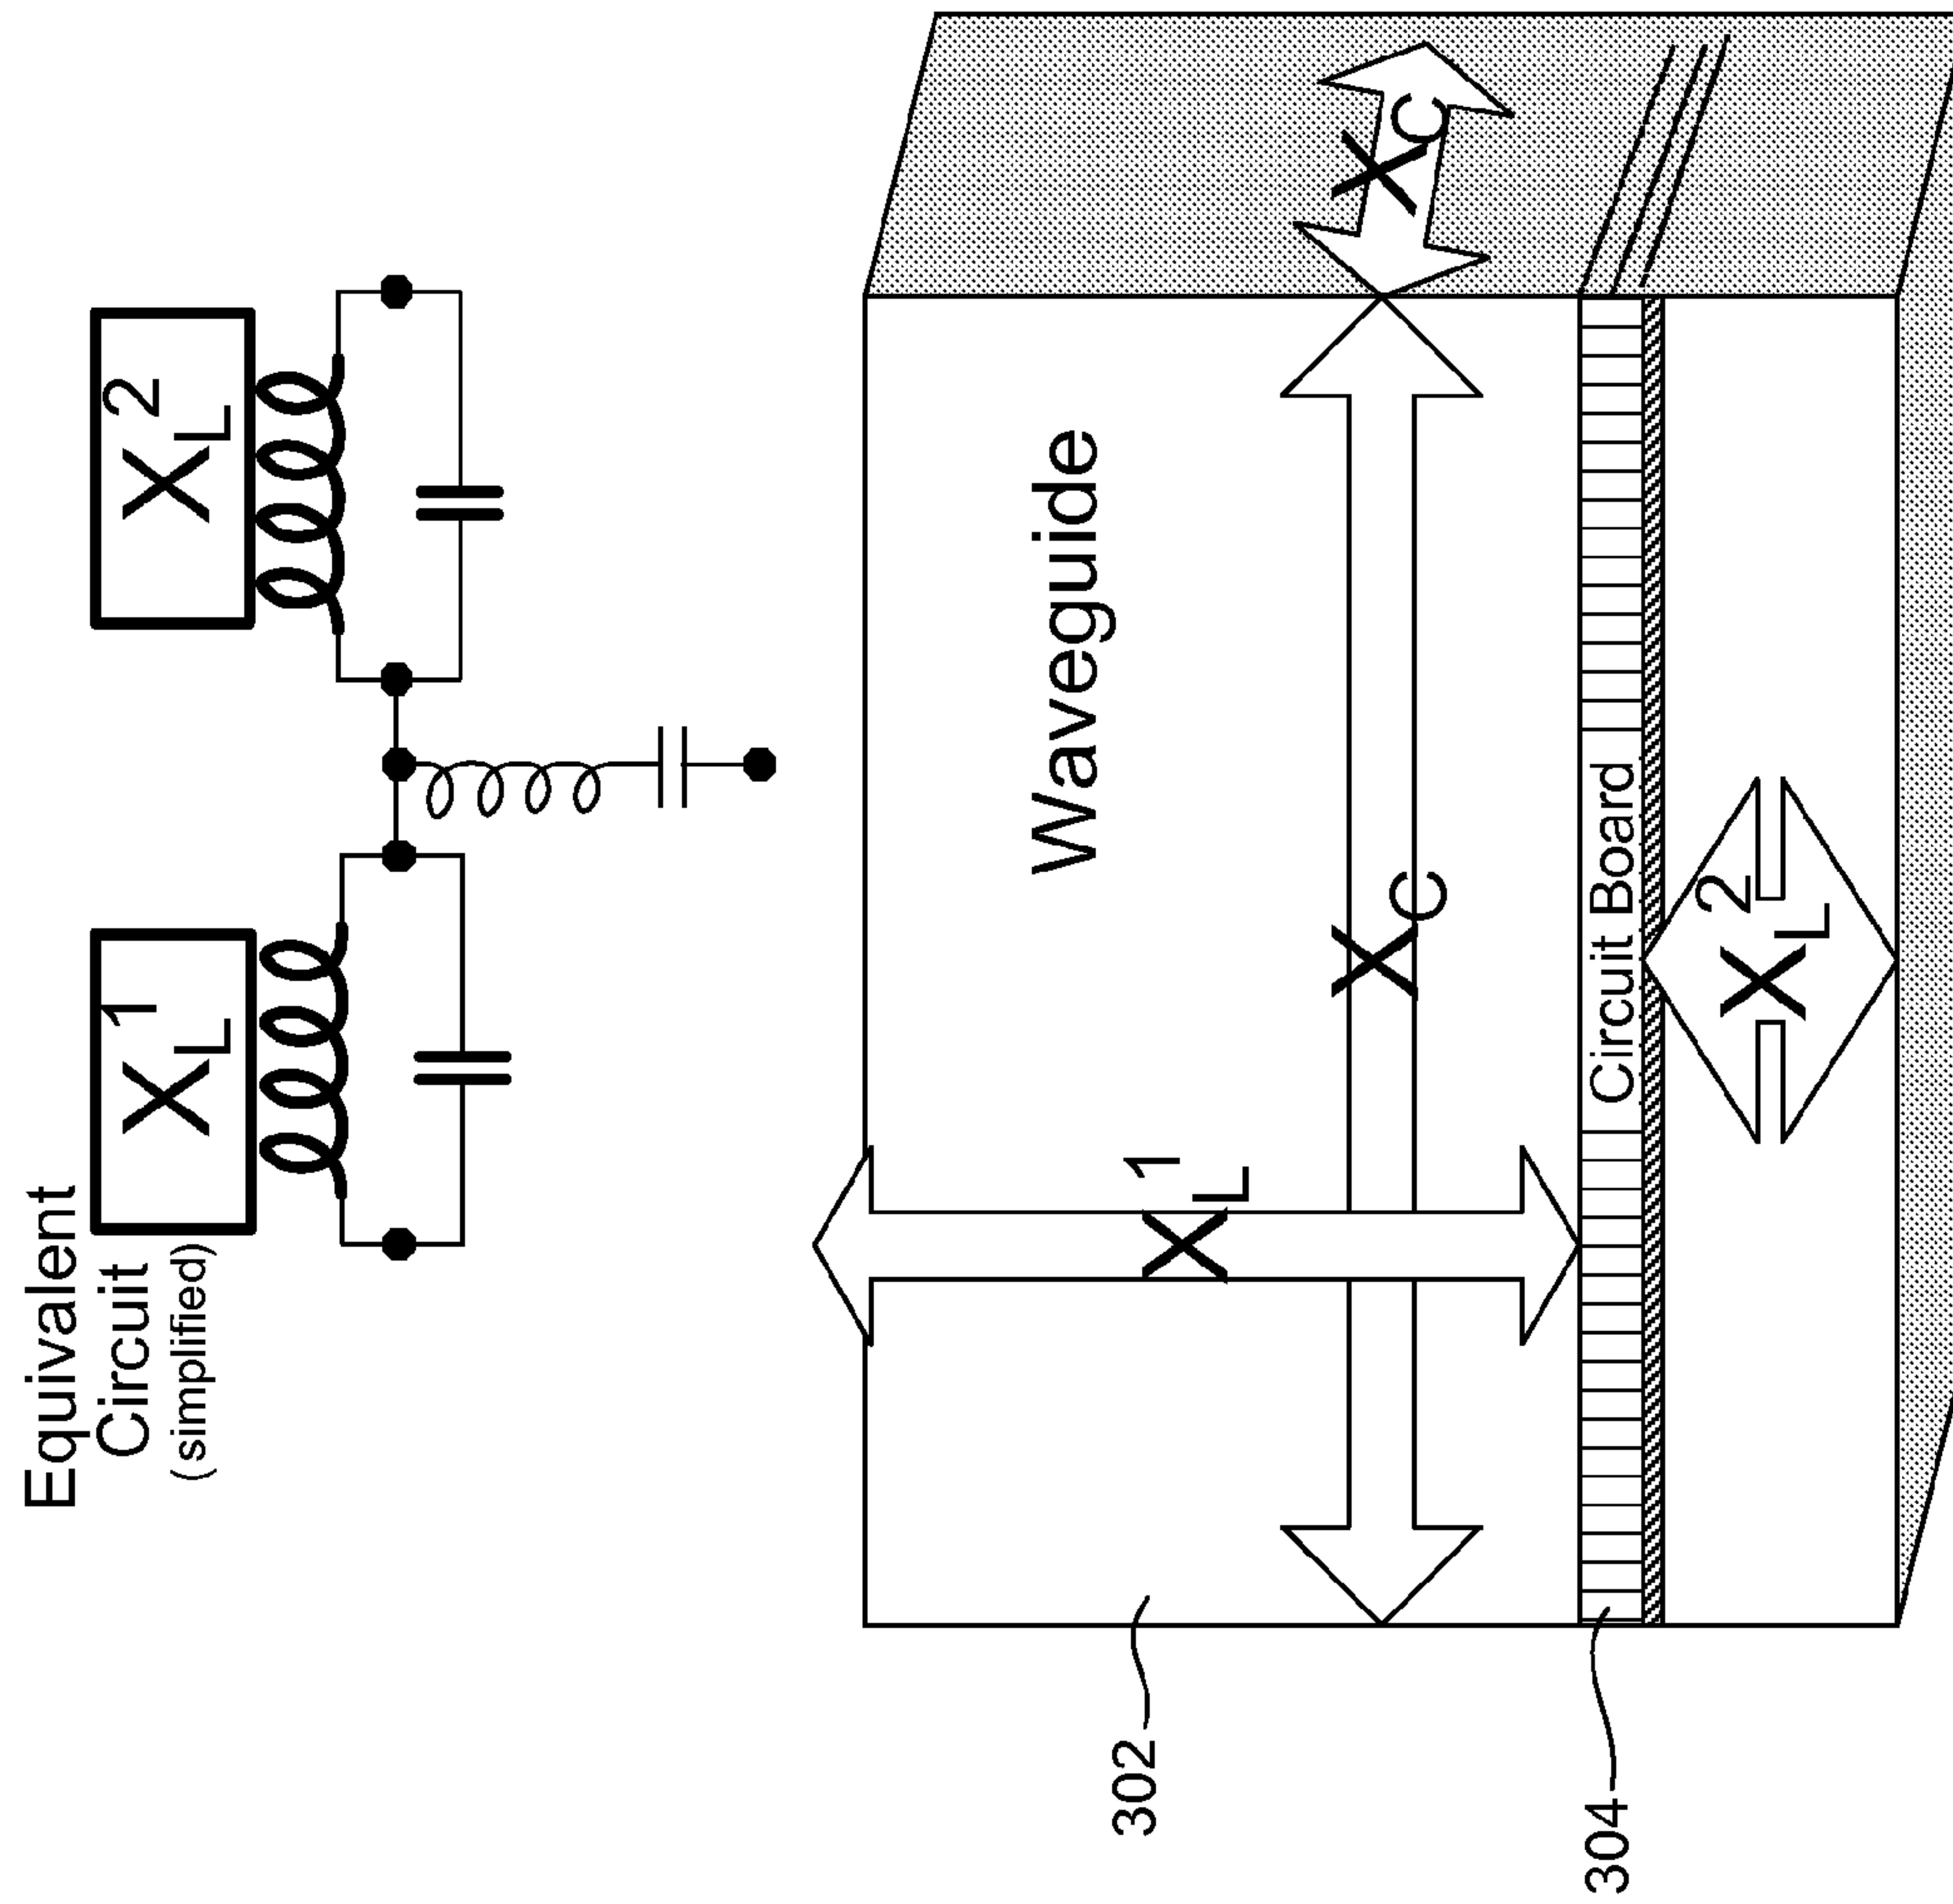 Equivalent
Circuit
(simplified)
X_L^1
X_L^2
Waveguide
X_L^1
X_C
X_C
Circuit Board
X_L^2
302
304